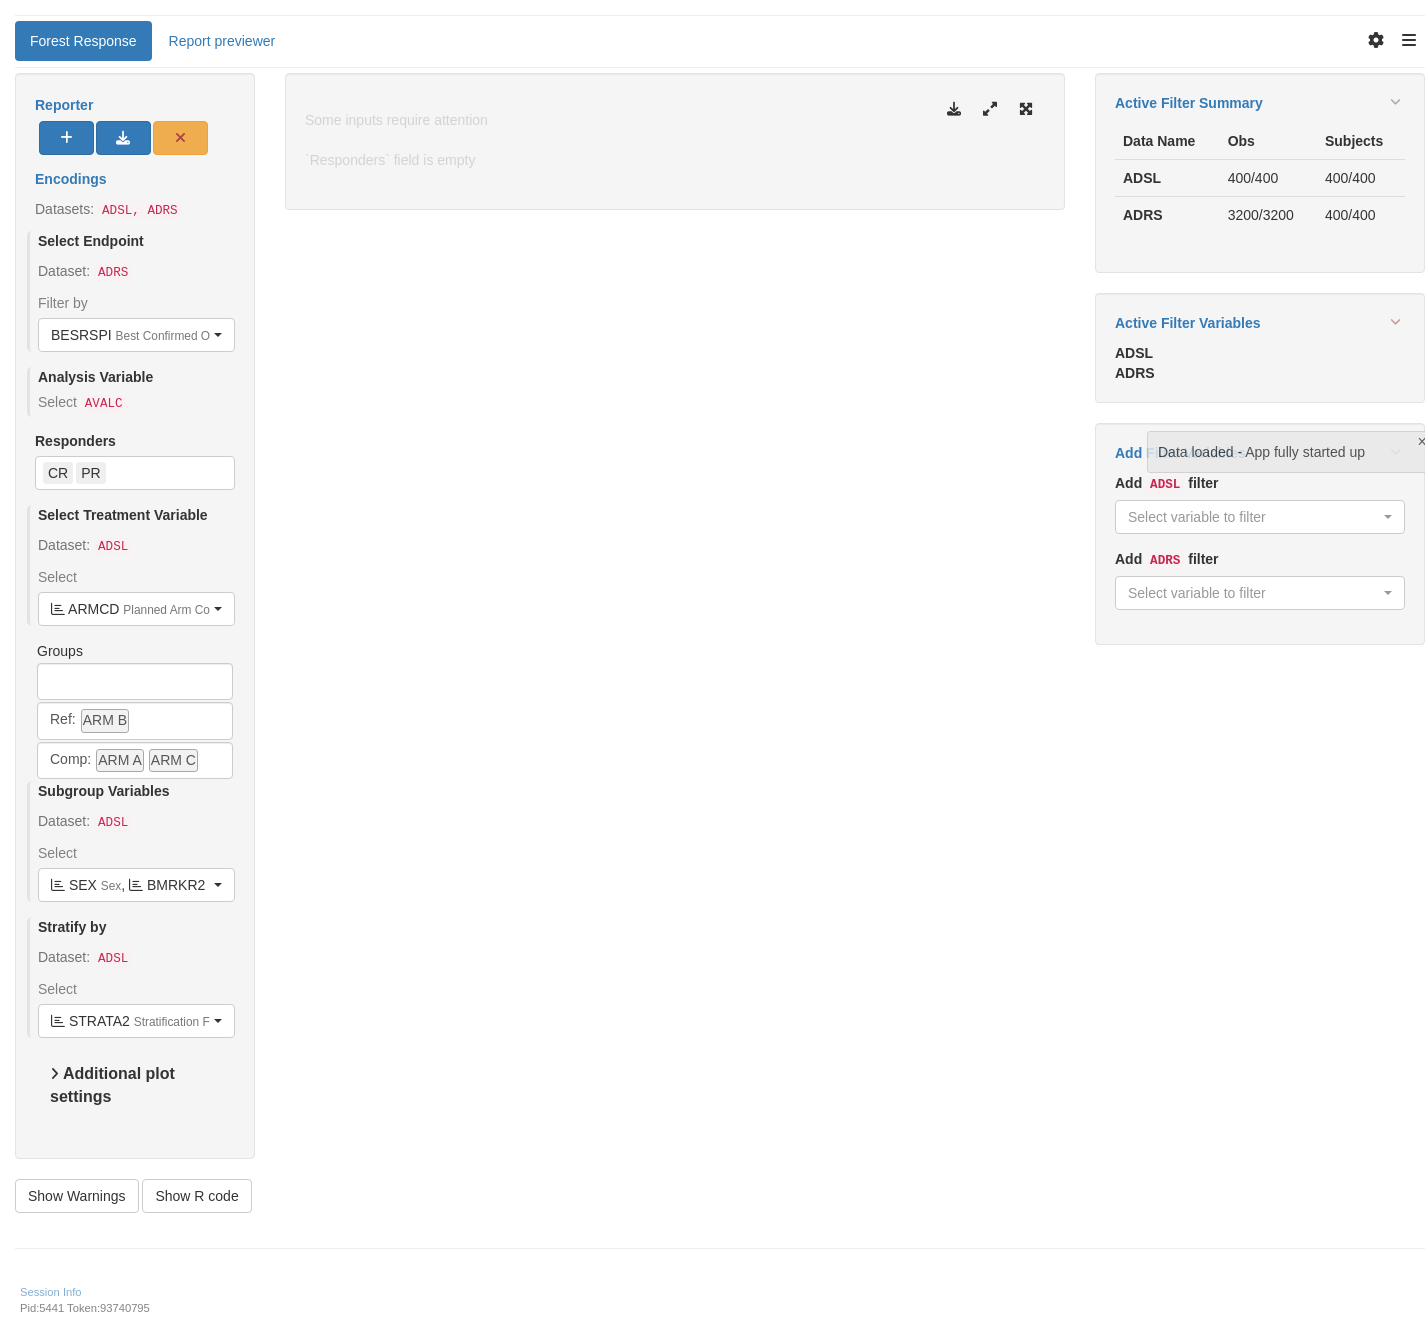 Forest Response
Report previewer
Reporter
Encodings
Datasets: ADSL, ADRS
Select Endpoint
Dataset: ADRS
Filter by
BESRSPI Best Confirmed O
Analysis Variable
Select AVALC
Responders
CR PR
Select Treatment Variable
Dataset: ADSL
Select
ARMCD Planned Arm Co
Groups
Ref: ARM B
Comp: ARM A ARM C
Subgroup Variables
Dataset: ADSL
Select
SEX Sex, BMRKR2
Stratify by
Dataset: ADSL
Select
STRATA2 Stratification F
Additional plot
settings
Show Warnings
Show R code
Some inputs require attention
`Responders` field is empty
Active Filter Summary
Data Name Obs Subjects
ADSL 400/400 400/400
ADRS 3200/3200 400/400
Active Filter Variables
ADSL
ADRS
Add
Data loaded - App fully started up
×
Add ADSL filter
Select variable to filter
Add ADRS filter
Select variable to filter
Session Info
Pid:5441 Token:93740795